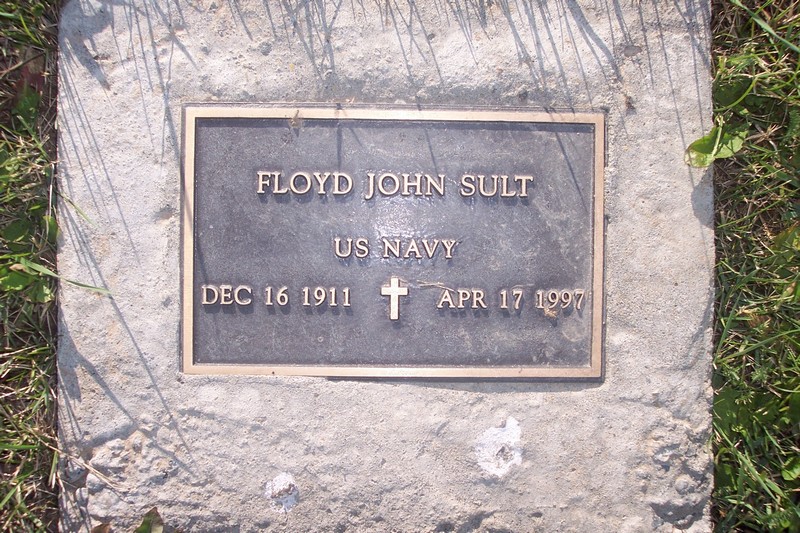 FLOYD JOHN SULT
US NAVY
DEC 16 1911 APR 17 1997